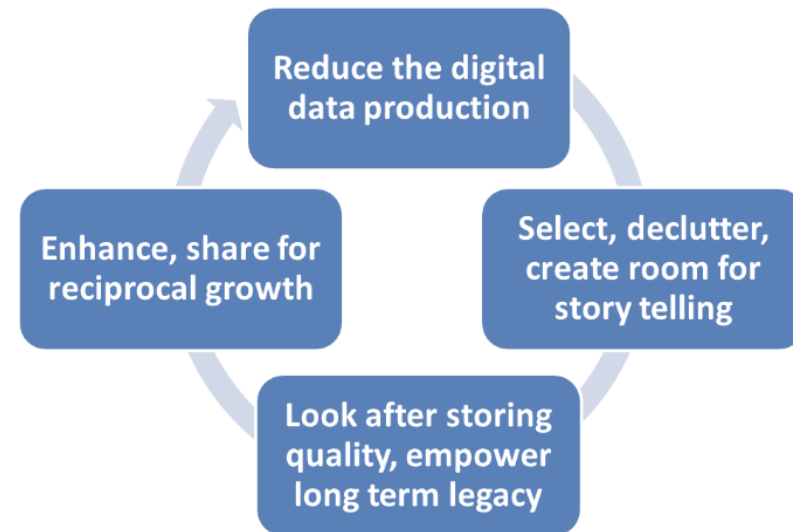 Reduce the digital
data production
Select, declutter,
create room for
story telling
Look after storing
quality, empower
long term legacy
Enhance, share for
reciprocal growth